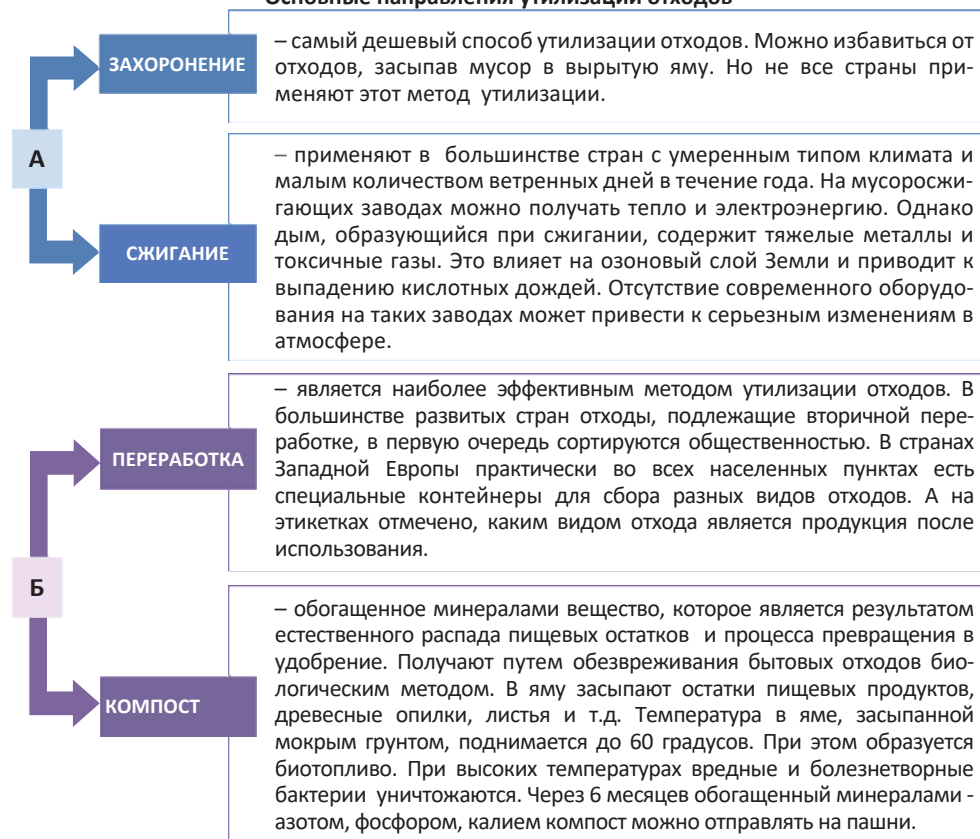 Основные направления утилизации отходов
А
ЗАХОРОНЕНИЕ
– самый дешевый способ утилизации отходов. Можно избавиться от
отходов, засыпав мусор в вырытую яму. Но не все страны при-
меняют этот метод утилизации.
СЖИГАНИЕ
– применяют в большинстве стран с умеренным типом климата и
малым количеством ветренных дней в течение года. На мусоросжи-
гающих заводах можно получать тепло и электроэнергию. Однако
дым, образующийся при сжигании, содержит тяжелые металлы и
токсичные газы. Это влияет на озоновый слой Земли и приводит к
выпадению кислотных дождей. Отсутствие современного оборудо-
вания на таких заводах может привести к серьезным изменениям в
атмосфере.
Б
ПЕРЕРАБОТКА
– является наиболее эффективным методом утилизации отходов. В
большинстве развитых стран отходы, подлежащие вторичной пере-
работке, в первую очередь сортируются общественностью. В странах
Западной Европы практически во всех населенных пунктах есть
специальные контейнеры для сбора разных видов отходов. А на
этикетках отмечено, каким видом отхода является продукция после
использования.
КОМПОСТ
– обогащенное минералами вещество, которое является результатом
естественного распада пищевых остатков и процесса превращения в
удобрение. Получают путем обезвреживания бытовых отходов био-
логическим методом. В яму засыпают остатки пищевых продуктов,
древесные опилки, листья и т.д. Температура в яме, засыпанной
мокрым грунтом, поднимается до 60 градусов. При этом образуется
биотопливо. При высоких температурах вредные и болезнетворные
бактерии уничтожаются. Через 6 месяцев обогащенный минералами -
азотом, фосфором, калием компост можно отправлять на пашни.